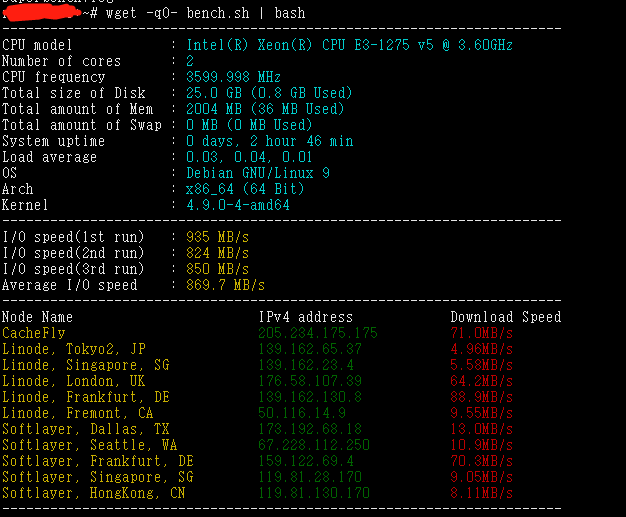 ~# wget -qO- bench.sh | bash
----------------------------------------------------------------------
CPU model : Intel(R) Xeon(R) CPU E3-1275 v5 @ 3.60GHz
Number of cores : 2
CPU frequency : 3599.998 MHz
Total size of Disk : 25.0 GB (0.8 GB Used)
Total amount of Mem : 2004 MB (36 MB Used)
Total amount of Swap : 0 MB (0 MB Used)
System uptime : 0 days, 2 hour 46 min
Load average : 0.03, 0.04, 0.01
OS : Debian GNU/Linux 9
Arch : x86_64 (64 Bit)
Kernel : 4.9.0-4-amd64
----------------------------------------------------------------------
I/O speed(1st run) : 935 MB/s
I/O speed(2nd run) : 824 MB/s
I/O speed(3rd run) : 850 MB/s
Average I/O speed : 869.7 MB/s
----------------------------------------------------------------------
Node Name IPv4 address Download Speed
CacheFly 205.234.175.175 71.0MB/s
Linode, Tokyo2, JP 139.162.65.37 4.96MB/s
Linode, Singapore, SG 139.162.23.4 5.53MB/s
Linode, London, UK 176.58.107.39 64.2MB/s
Linode, Frankfurt, DE 139.162.130.8 83.9MB/s
Linode, Fremont, CA 50.116.14.9 9.55MB/s
Softlayer, Dallas, TX 173.192.68.18 13.0MB/s
Softlayer, Seattle, WA 67.228.112.250 10.9MB/s
Softlayer, Frankfurt, DE 159.122.69.4 70.3MB/s
Softlayer, Singapore, SG 119.81.28.170 9.05MB/s
Softlayer, HongKong, CN 119.81.130.170 8.11MB/s
----------------------------------------------------------------------